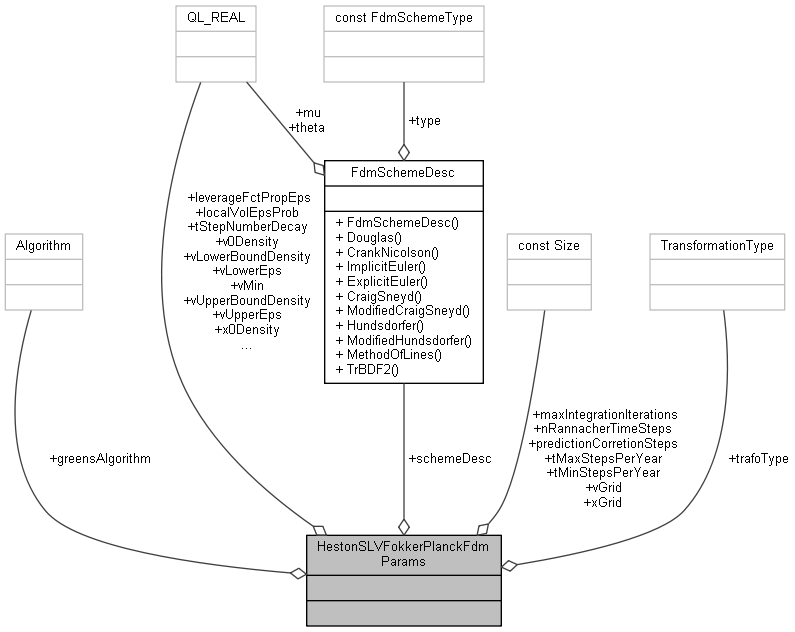 QL_REAL
const FdmSchemeType
+mu
+theta
+type
FdmSchemeDesc
+ FdmSchemeDesc()
+ Douglas()
+ CrankNicolson()
+ ImplicitEuler()
+ ExplicitEuler()
+ CraigSneyd()
+ ModifiedCraigSneyd()
+ Hundsdorfer()
+ ModifiedHundsdorfer()
+ MethodOfLines()
+ TrBDF2()
+leverageFctPropEps
+localVolEpsProb
+tStepNumberDecay
+v0Density
+vLowerBoundDensity
+vLowerEps
+vMin
+vUpperBoundDensity
+vUpperEps
+x0Density
...
Algorithm
const Size
TransformationType
+greensAlgorithm
+schemeDesc
+maxIntegrationIterations
+nRannacherTimeSteps
+predictionCorretionSteps
+tMaxStepsPerYear
+tMinStepsPerYear
+vGrid
+xGrid
+trafoType
HestonSLVFokkerPlanckFdm
Params